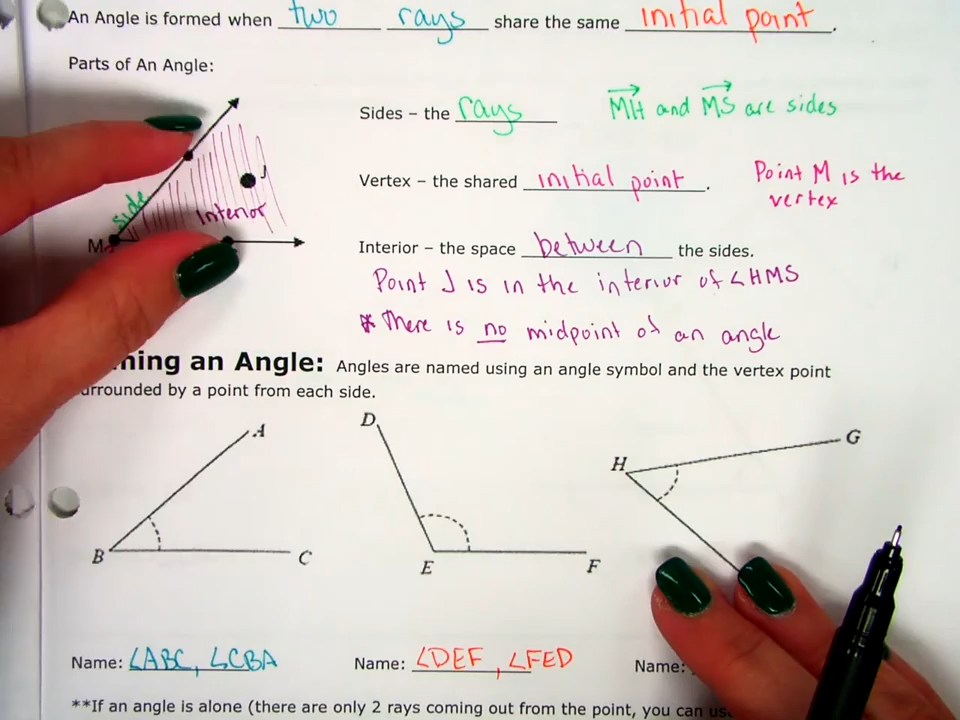 An Angle is formed when two rays share the same initial point.
Parts of An Angle:
Sides – the rays MH and MS are sides
Vertex – the shared initial point. Point M is the vertex
J
side
Interior
M
Interior – the space between the sides.
Point J is in the interior of ∠HMS
* There is no midpoint of an angle
an Angle: Angles are named using an angle symbol and the vertex point
urrounded by a point from each side.
A D G
H
B C E F
Name: ∠ABC, ∠CBA Name: ∠DEF, ∠FED Name:
**If an angle is alone (there are only 2 rays coming out from the point, you can